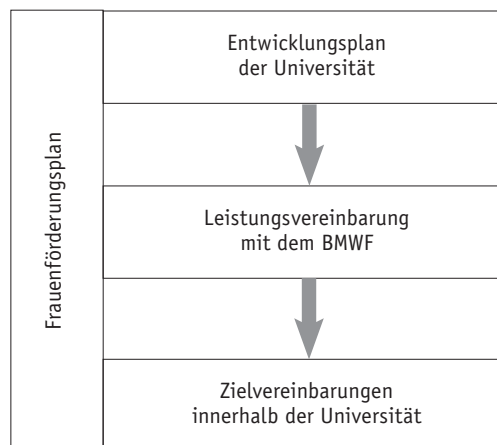 Frauenförderungsplan
Entwicklungsplan
der Universität
Leistungsvereinbarung
mit dem BMWF
Zielvereinbarungen
innerhalb der Universität